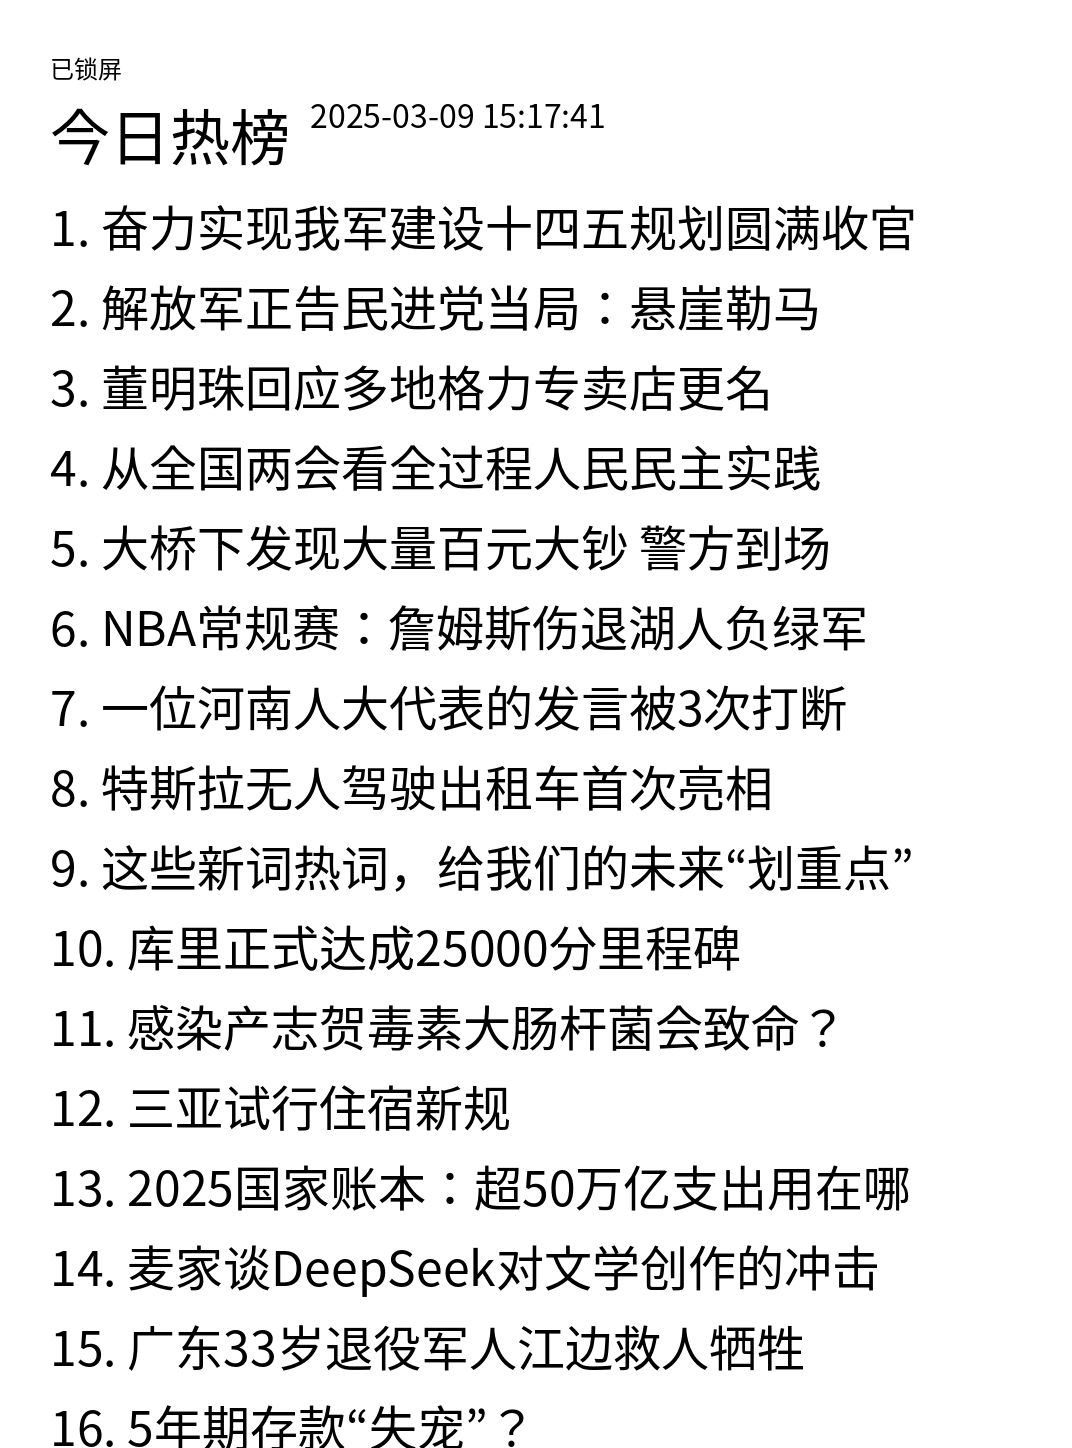 已锁屏
今日热榜 2025-03-09 15:17:41
1. 奋力实现我军建设十四五规划圆满收官
2. 解放军正告民进党当局：悬崖勒马
3. 董明珠回应多地格力专卖店更名
4. 从全国两会看全过程人民民主实践
5. 大桥下发现大量百元大钞 警方到场
6. NBA常规赛：詹姆斯伤退湖人负绿军
7. 一位河南人大代表的发言被3次打断
8. 特斯拉无人驾驶出租车首次亮相
9. 这些新词热词，给我们的未来“划重点”
10. 库里正式达成25000分里程碑
11. 感染产志贺毒素大肠杆菌会致命？
12. 三亚试行住宿新规
13. 2025国家账本：超50万亿支出用在哪
14. 麦家谈DeepSeek对文学创作的冲击
15. 广东33岁退役军人江边救人牺牲
16. 5年期存款“失宠”？